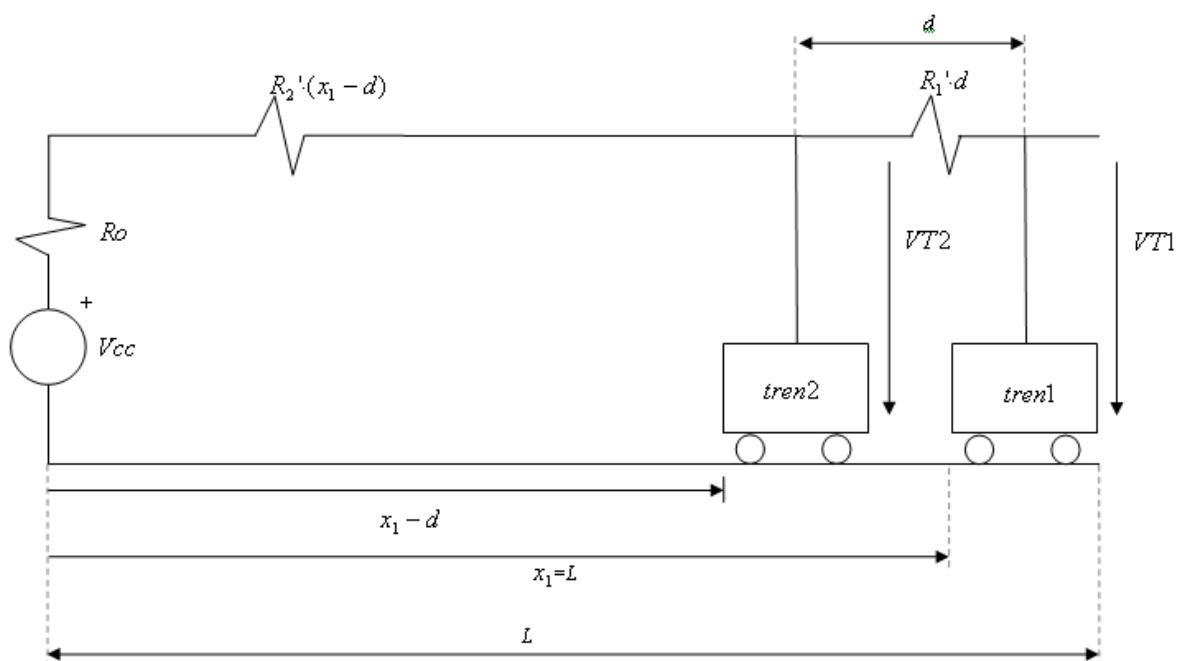 d
R₂'·(x₁ − d)
R₁'·d
Ro
VT2
VT1
+
Vcc
tren2
tren1
x₁ − d
x₁=L
L